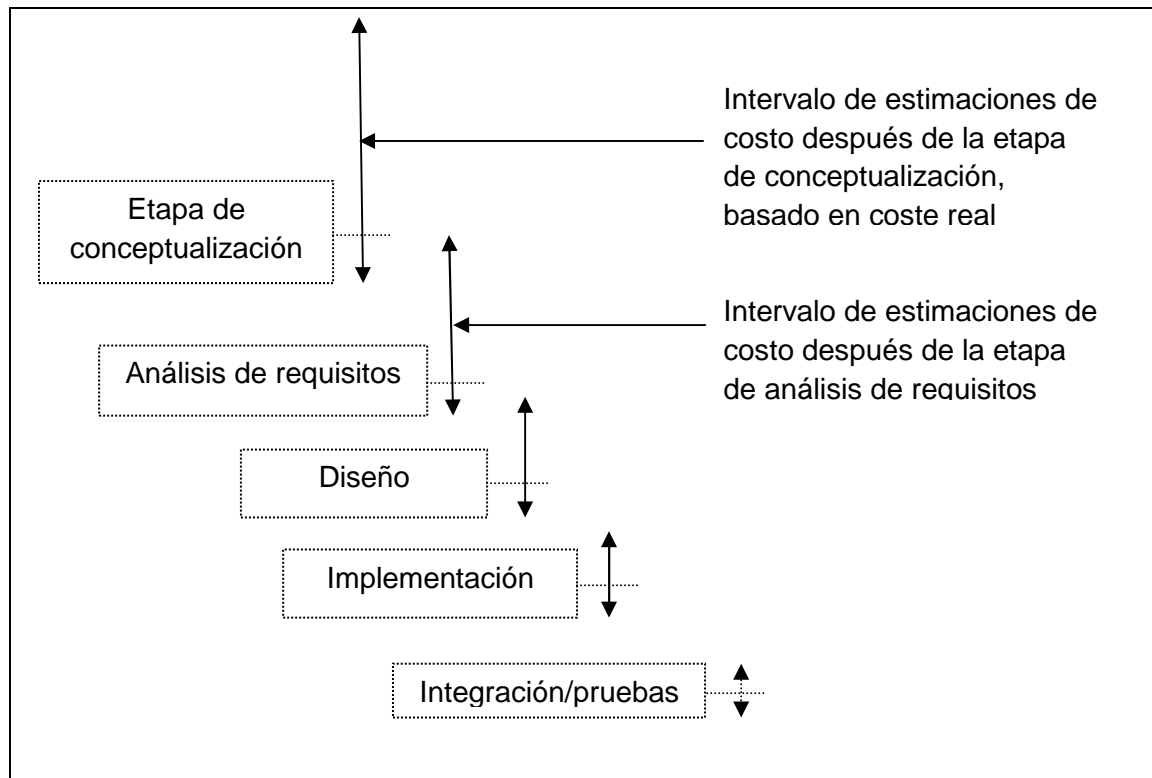 Intervalo de estimaciones de
costo después de la etapa
de conceptualización,
basado en coste real
Etapa de
conceptualización
Intervalo de estimaciones de
costo después de la etapa
de análisis de requisitos
Análisis de requisitos
Diseño
Implementación
Integración/pruebas